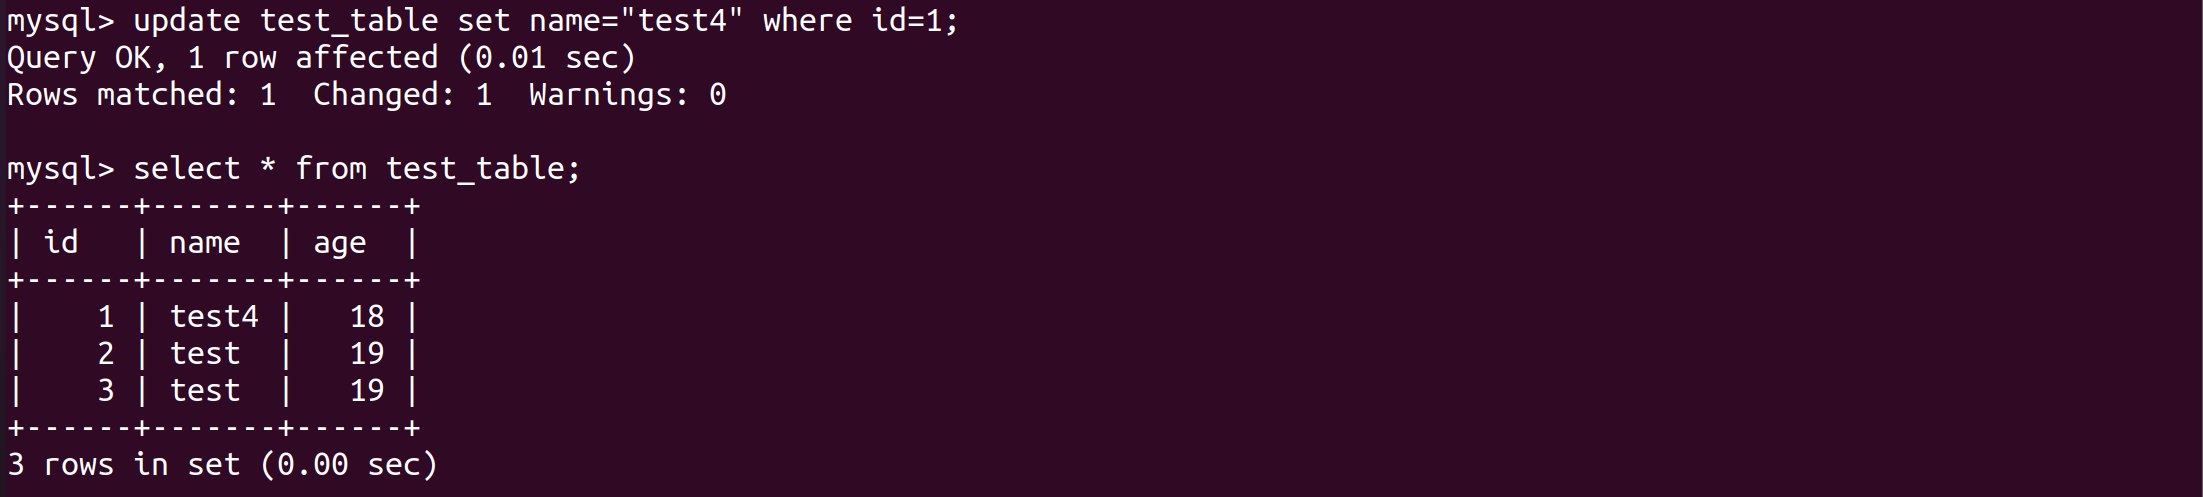 mysql> update test_table set name="test4" where id=1;
Query OK, 1 row affected (0.01 sec)
Rows matched: 1  Changed: 1  Warnings: 0

mysql> select * from test_table;
+------+-------+------+
| id   | name  | age  |
+------+-------+------+
|    1 | test4 |   18 |
|    2 | test  |   19 |
|    3 | test  |   19 |
+------+-------+------+
3 rows in set (0.00 sec)